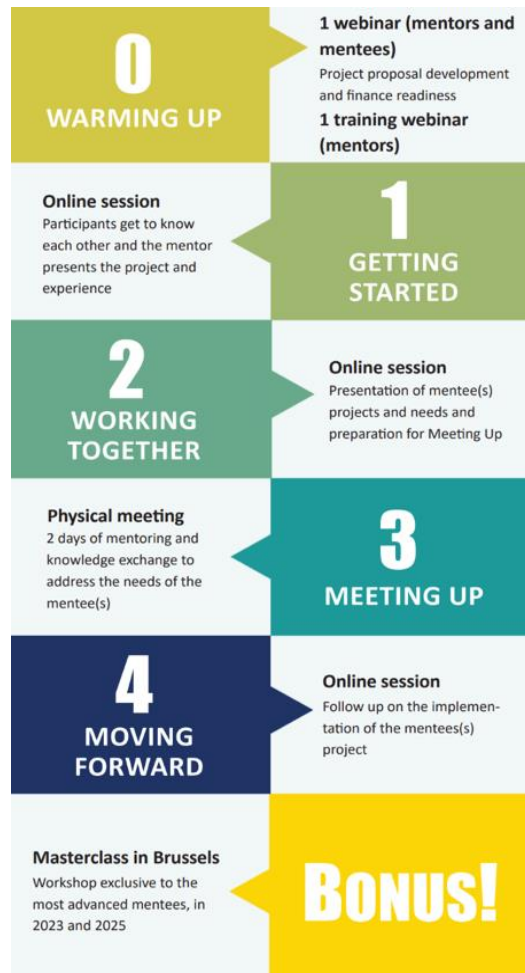 0
WARMING UP
1 webinar (mentors and
mentees)
Project proposal development
and finance readiness
1 training webinar
(mentors)
Online session
Participants get to know
each other and the mentor
presents the project and
experience
1
GETTING
STARTED
2
WORKING
TOGETHER
Online session
Presentation of mentee(s)
projects and needs and
preparation for Meeting Up
Physical meeting
2 days of mentoring and
knowledge exchange to
address the needs of the
mentee(s)
3
MEETING UP
4
MOVING
FORWARD
Online session
Follow up on the implemen-
tation of the mentees(s)
project
Masterclass in Brussels
Workshop exclusive to the
most advanced mentees, in
2023 and 2025
BONUS!